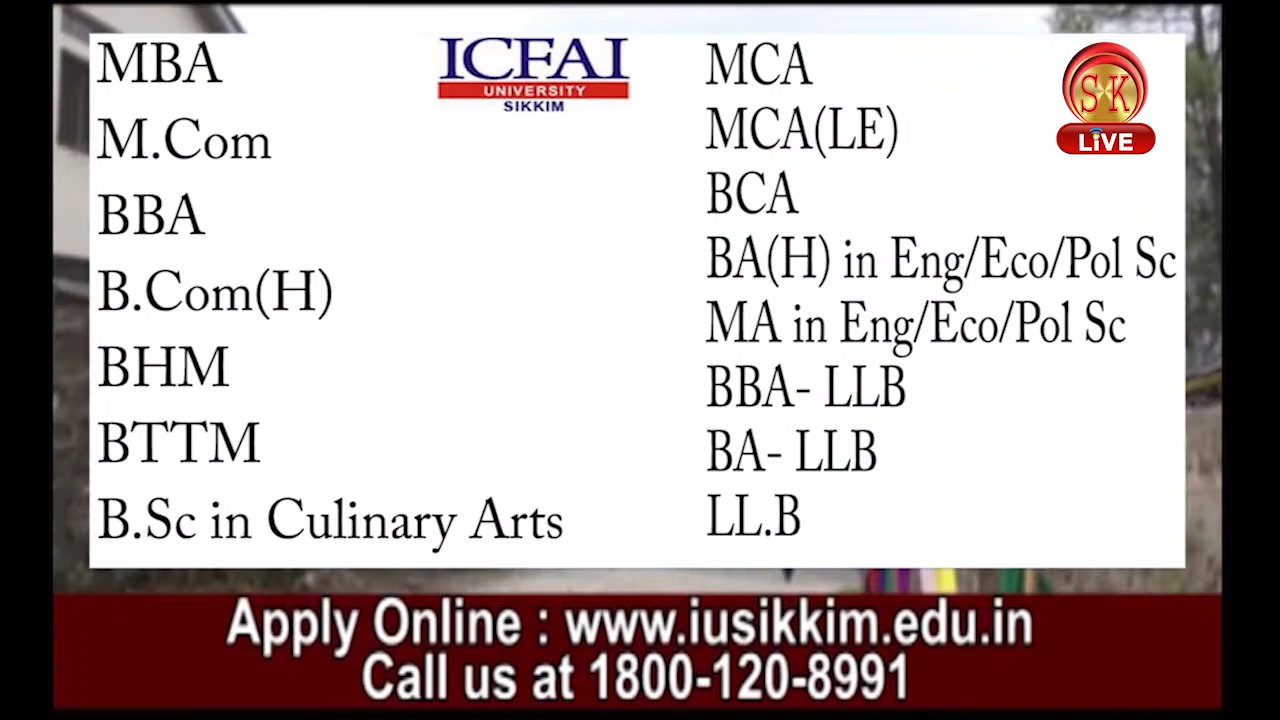 MBA
M.Com
BBA
B.Com(H)
BHM
BTTM
B.Sc in Culinary Arts
ICFAI
UNIVERSITY
SIKKIM
MCA
MCA(LE)
BCA
BA(H) in Eng/Eco/Pol Sc
MA in Eng/Eco/Pol Sc
BBA- LLB
BA- LLB
LL.B
SK
LiVE
Apply Online : www.iusikkim.edu.in
Call us at 1800-120-8991